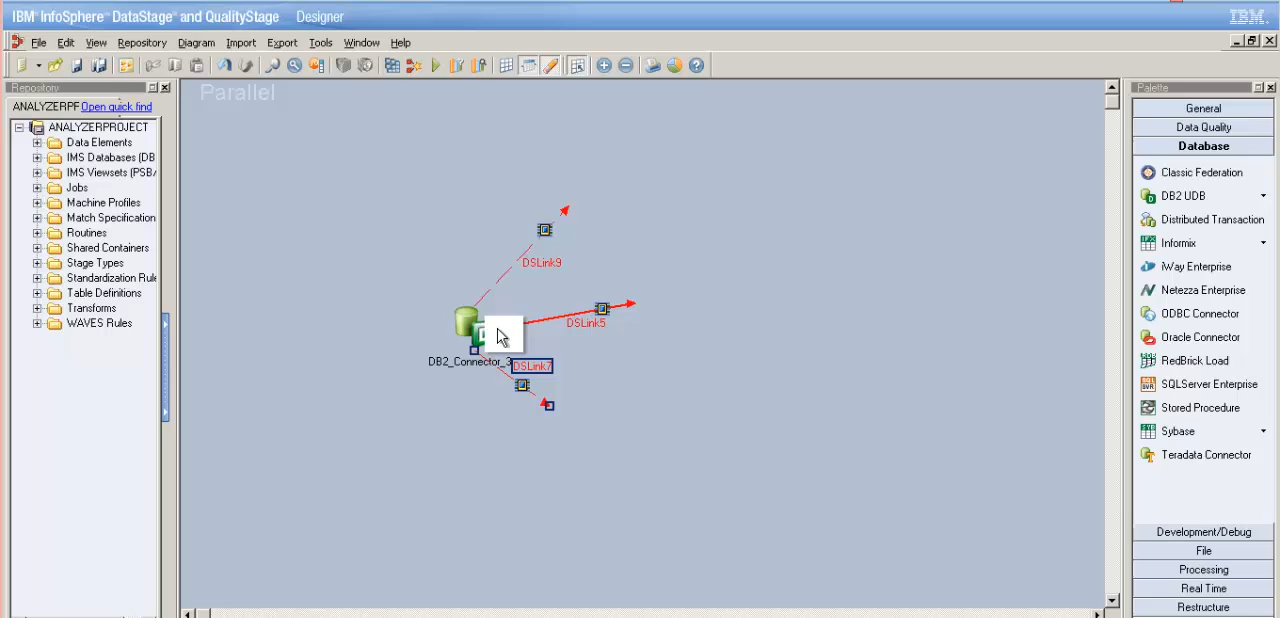 IBM InfoSphere DataStage and QualityStage Designer
IBM.
File Edit View Repository Diagram Import Export Tools Window Help
Repository
ANALYZERPF Open quick find
ANALYZERPROJECT
Data Elements
IMS Databases (DB
IMS Viewsets (PSB/
Jobs
Machine Profiles
Match Specification
Routines
Shared Containers
Stage Types
Standardization Rule
Table Definitions
Transforms
WAVES Rules
Parallel
DSLink9
DSLink5
DB2_Connector_3
DSLink7
Palette
General
Data Quality
Database
Classic Federation
DB2 UDB
Distributed Transaction
Informix
iWay Enterprise
Netezza Enterprise
ODBC Connector
Oracle Connector
RedBrick Load
SQLServer Enterprise
Stored Procedure
Sybase
Teradata Connector
Development/Debug
File
Processing
Real Time
Restructure